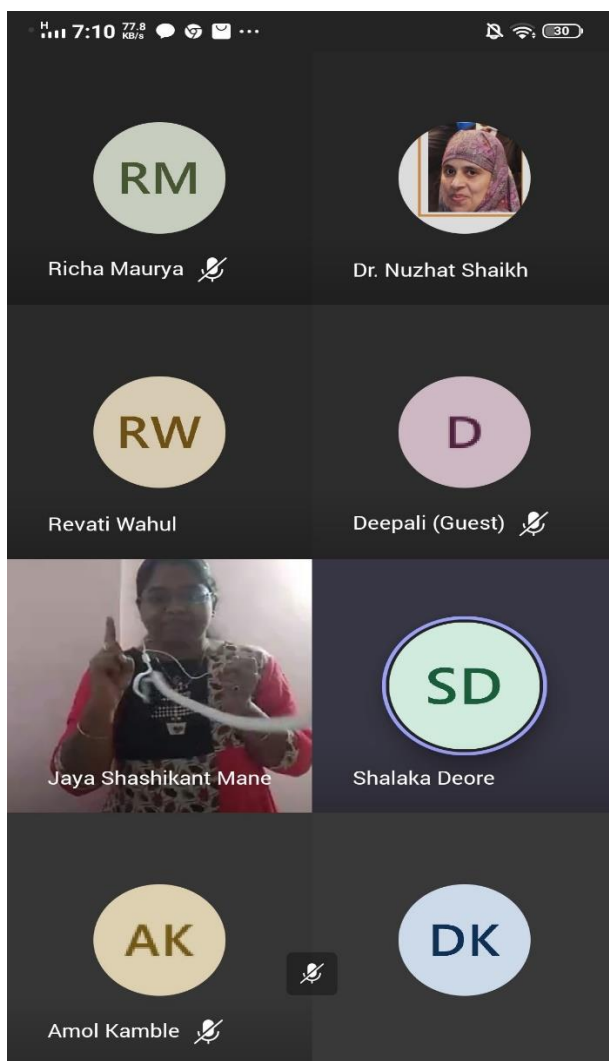 H 7:10 77.8 KB/s ... 30
RM
Richa Maurya
Dr. Nuzhat Shaikh
RW
Revati Wahul
D
Deepali (Guest)
Jaya Shashikant Mane
SD
Shalaka Deore
AK
Amol Kamble
DK